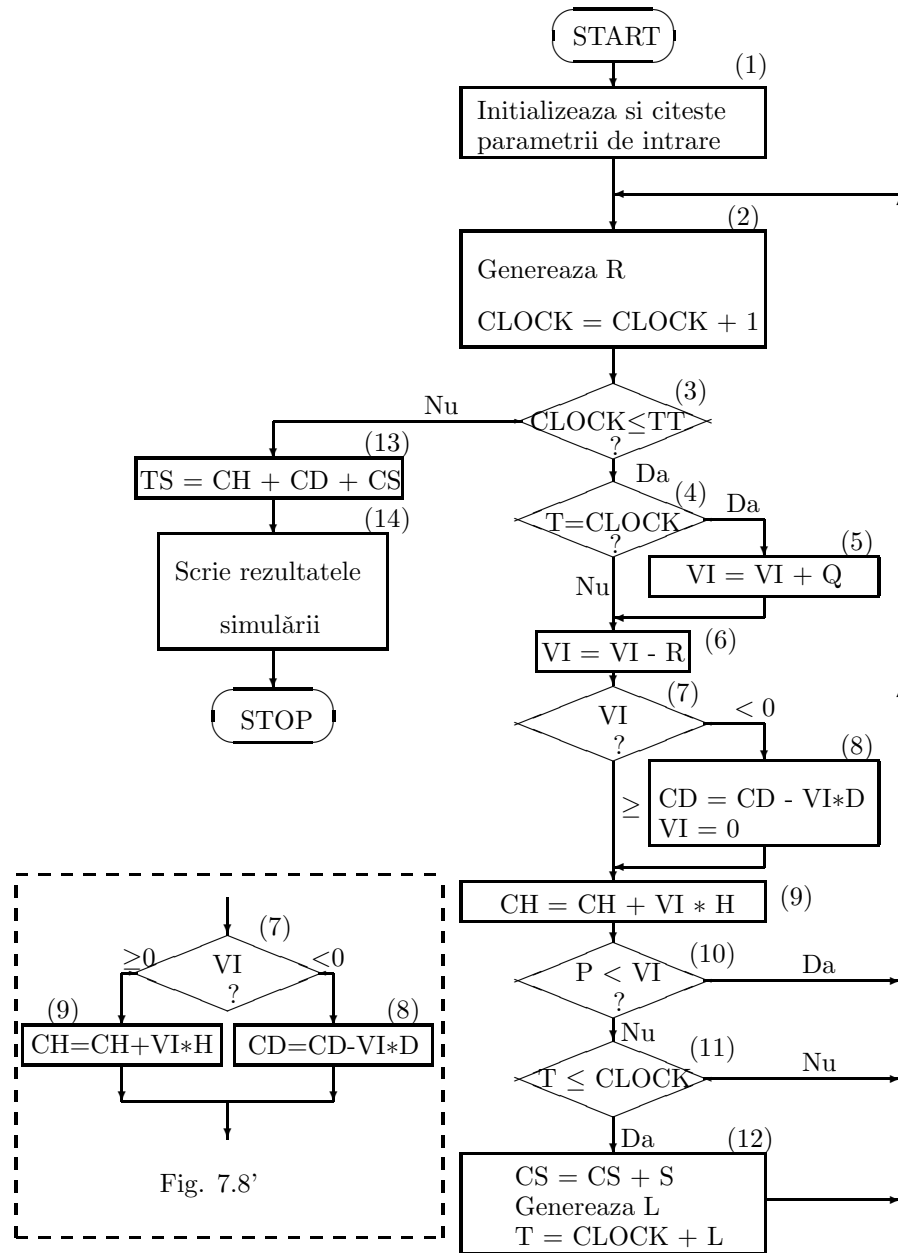 START
(1)
Initializeaza si citeste
parametrii de intrare
(2)
Genereaza R
CLOCK = CLOCK + 1
(3)
CLOCK≤TT
?
Nu
Da
(13)
TS = CH + CD + CS
(14)
Scrie rezultatele
simulării
STOP
(4)
T=CLOCK
?
Da
Nu
(5)
VI = VI + Q
(6)
VI = VI - R
(7)
VI
?
< 0
≥
(8)
CD = CD - VI∗D
VI = 0
CH = CH + VI ∗ H
(9)
(10)
P < VI
?
Da
Nu
(11)
T ≤ CLOCK
Nu
Da
(12)
CS = CS + S
Genereaza L
T = CLOCK + L
(7)
≥0
VI
<0
?
(9)
(8)
CH=CH+VI∗H
CD=CD-VI∗D
Fig. 7.8'